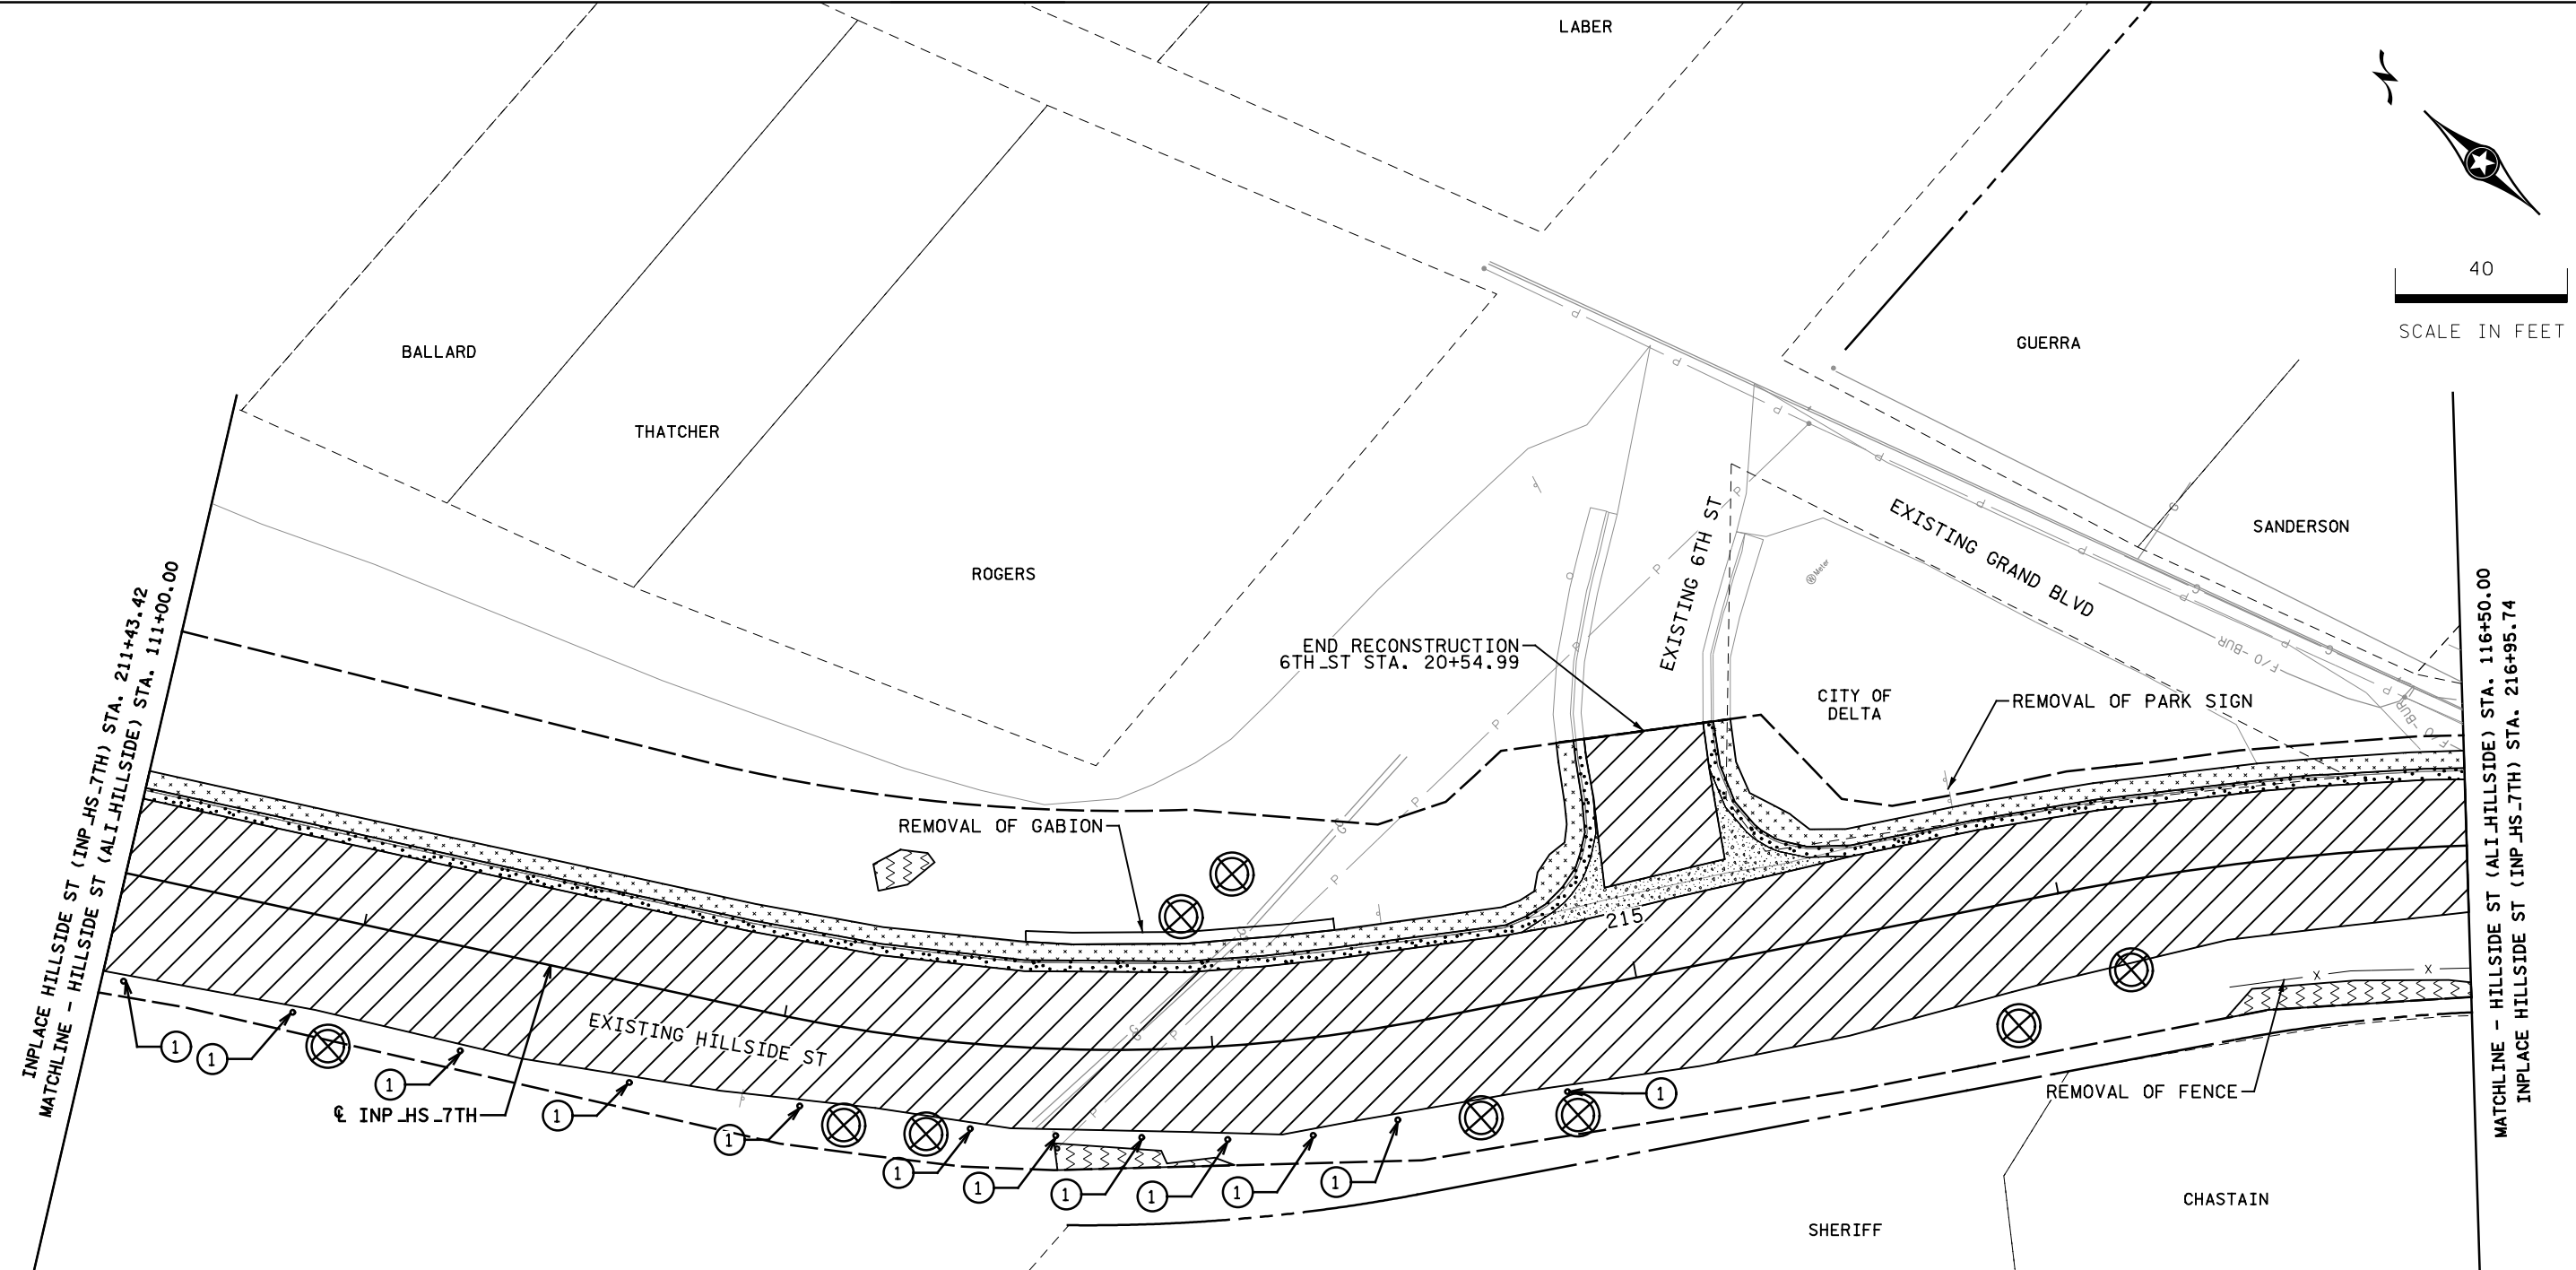 LABER
40
SCALE IN FEET
BALLARD
GUERRA
THATCHER
SANDERSON
ROGERS
EXISTING GRAND BLVD
EXISTING 6TH ST
Meter
END RECONSTRUCTION
6TH_ST STA. 20+54.99
CITY OF
DELTA
REMOVAL OF PARK SIGN
F/O -BUR
F/O -BUR
INPLACE HILLSIDE ST (INP_HS_7TH) STA. 211+43.42
MATCHLINE - HILLSIDE ST (ALI_HILLSIDE) STA. 111+00.00
MATCHLINE - HILLSIDE ST (ALI_HILLSIDE) STA. 116+50.00
INPLACE HILLSIDE ST (INP_HS_7TH) STA. 216+95.74
REMOVAL OF GABION
215
EXISTING HILLSIDE ST
℄ INP_HS_7TH
REMOVAL OF FENCE
X X
1
1
1
1
1
1
1
1
1
1
1
1
P P P P P P P P P
P P P P P P P P P
G G G G
G G
SHERIFF
CHASTAIN